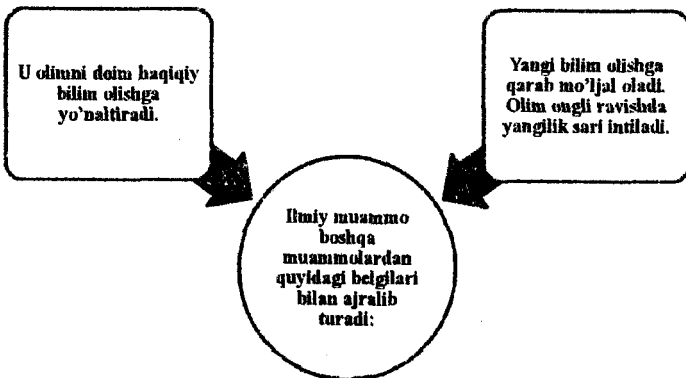 U olimni doim haqiqiy
bilim olishga
yo'naltiradi.
Yangi bilim olishga
qarab mo'ljal oladi.
Olim ongli ravishda
yangilik sari intiladi.
Ilmiy muammo
boshqa
muammolardan
quyidagi belgilari
bilan ajralib
turadi: